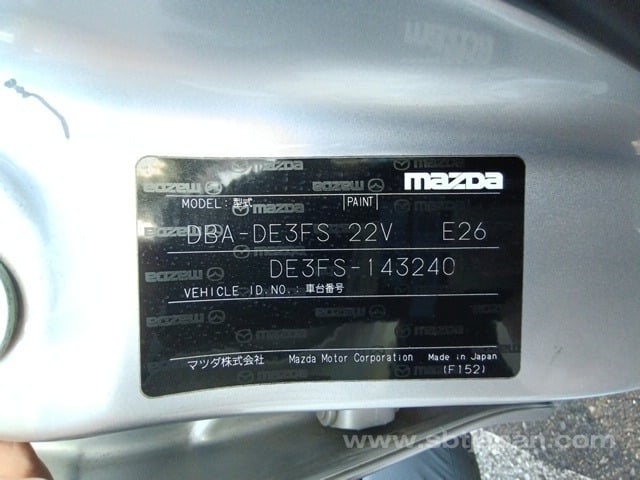 mazda
MODEL: 型式 PAINT
DBA-DE3FS 22V E26
DE3FS-143240
VEHICLE ID.NO.: 車台番号
マツダ株式会社 Mazda Motor Corporation Made in Japan
(F152)
www.sbtjapan.com